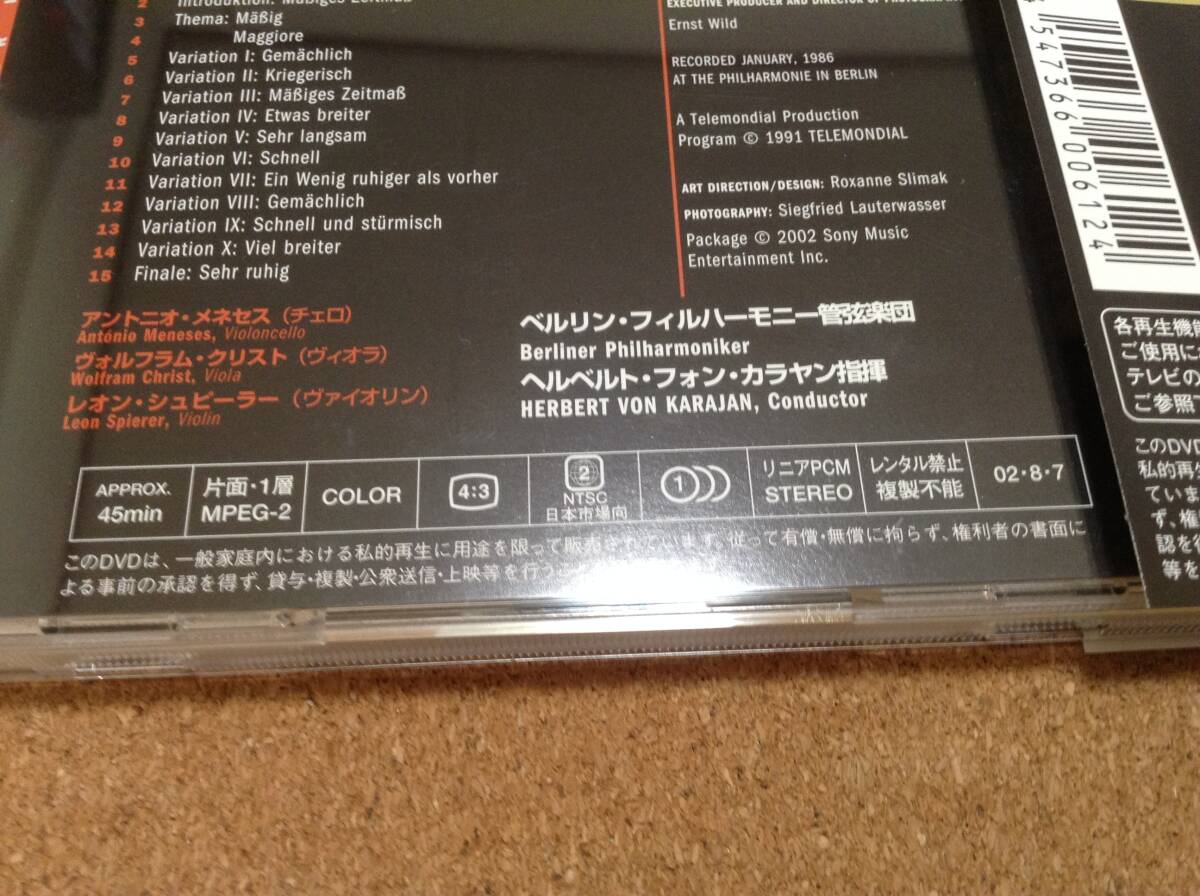 2 Introduktion: Mäßiges Zeitmaß
3 Thema: Mäßig
4 Maggiore
5 Variation I: Gemächlich
6 Variation II: Kriegerisch
7 Variation III: Mäßiges Zeitmaß
8 Variation IV: Etwas breiter
9 Variation V: Sehr langsam
10 Variation VI: Schnell
11 Variation VII: Ein Wenig ruhiger als vorher
12 Variation VIII: Gemächlich
13 Variation IX: Schnell und stürmisch
14 Variation X: Viel breiter
15 Finale: Sehr ruhig
アントニオ・メネセス（チェロ）
António Meneses, Violoncello
ヴォルフラム・クリスト（ヴィオラ）
Wolfram Christ, Viola
レオン・シュピーラー（ヴァイオリン）
Leon Spierer, Violin
EXECUTIVE PRODUCER AND DIRECTOR OF
Ernst Wild
RECORDED JANUARY, 1986
AT THE PHILHARMONIE IN BERLIN
A Telemondial Production
Program © 1991 TELEMONDIAL
ART DIRECTION/DESIGN: Roxanne Slimak
PHOTOGRAPHY: Siegfried Lauterwasser
Package © 2002 Sony Music
Entertainment Inc.
ベルリン・フィルハーモニー管弦楽団
Berliner Philharmoniker
ヘルベルト・フォン・カラヤン指揮
HERBERT VON KARAJAN, Conductor
APPROX.
45min
片面・1層
MPEG-2
COLOR
4:3
2
NTSC
日本市場向
1
リニアPCM
STEREO
レンタル禁止
複製不能
02・8・7
このDVDは、一般家庭内における私的再生に用途を限って販売されています。従って有償・無償に拘らず、権利者の書面に
よる事前の承認を得ず、貸与・複製・公衆送信・上映等を行う
547366 006124
各再生機能
ご使用に
テレビの
ご参照
このDVD
私的再生
ていま
ず、権
認を得
等を